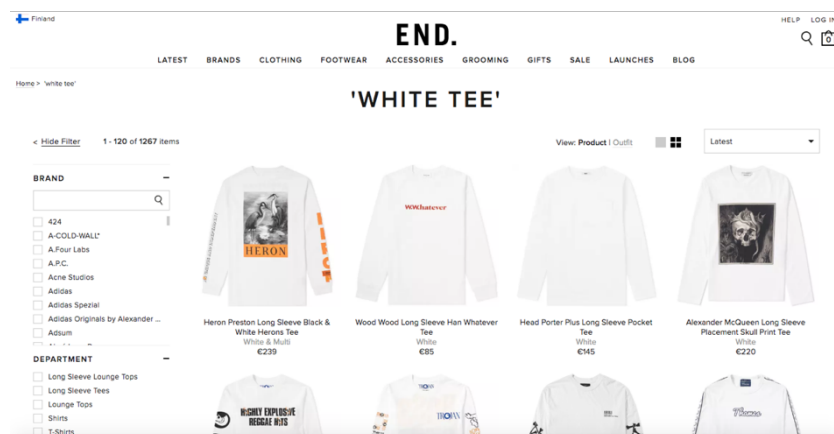 Finland
HELP LOG IN
END.
0
LATEST BRANDS CLOTHING FOOTWEAR ACCESSORIES GROOMING GIFTS SALE LAUNCHES BLOG
Home > 'white tee'
'WHITE TEE'
< Hide Filter 1 - 120 of 1267 items
View: Product | Outfit
Latest
BRAND
424
A-COLD-WALL*
A.Four Labs
A.P.C.
Acne Studios
Adidas
Adidas Spezial
Adidas Originals by Alexander ...
Adsum
DEPARTMENT
Long Sleeve Lounge Tops
Long Sleeve Tees
Lounge Tops
Shirts
T-Shirts
HERON
Heron Preston Long Sleeve Black &
White Herons Tee
White & Multi
€239
W.W.hatever
Wood Wood Long Sleeve Han Whatever
Tee
White
€85
Head Porter Plus Long Sleeve Pocket
Tee
White
€145
Alexander McQueen Long Sleeve
Placement Skull Print Tee
White
€220
HIGHLY EXPLOSIVE
REGGAE HITS
TROJAN
TROJAN